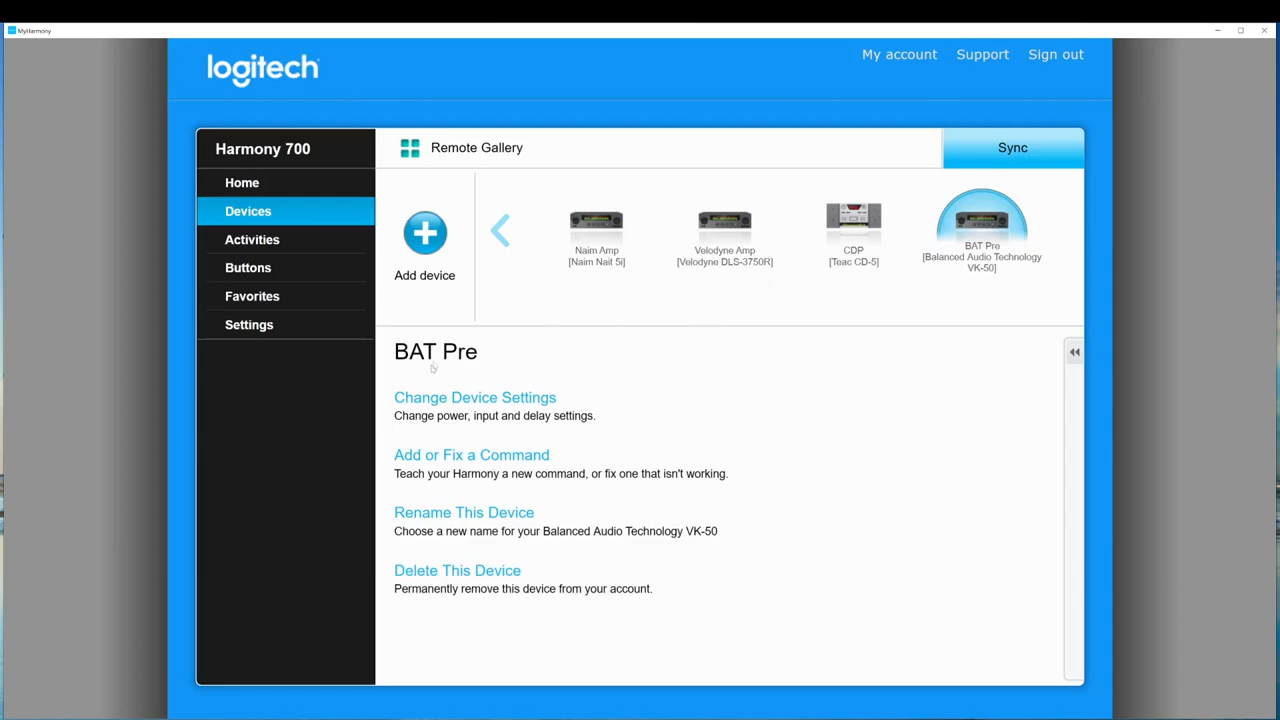 MyHarmony
logitech
My account Support Sign out
Harmony 700
Remote Gallery
Sync
Home
Devices
Activities
Buttons
Favorites
Settings
Add device
Naim Amp
[Naim Nait 5i]
Velodyne Amp
[Velodyne DLS-3750R]
CDP
[Teac CD-5]
BAT Pre
[Balanced Audio Technology
VK-50]
BAT Pre
Change Device Settings
Change power, input and delay settings.
Add or Fix a Command
Teach your Harmony a new command, or fix one that isn't working.
Rename This Device
Choose a new name for your Balanced Audio Technology VK-50
Delete This Device
Permanently remove this device from your account.